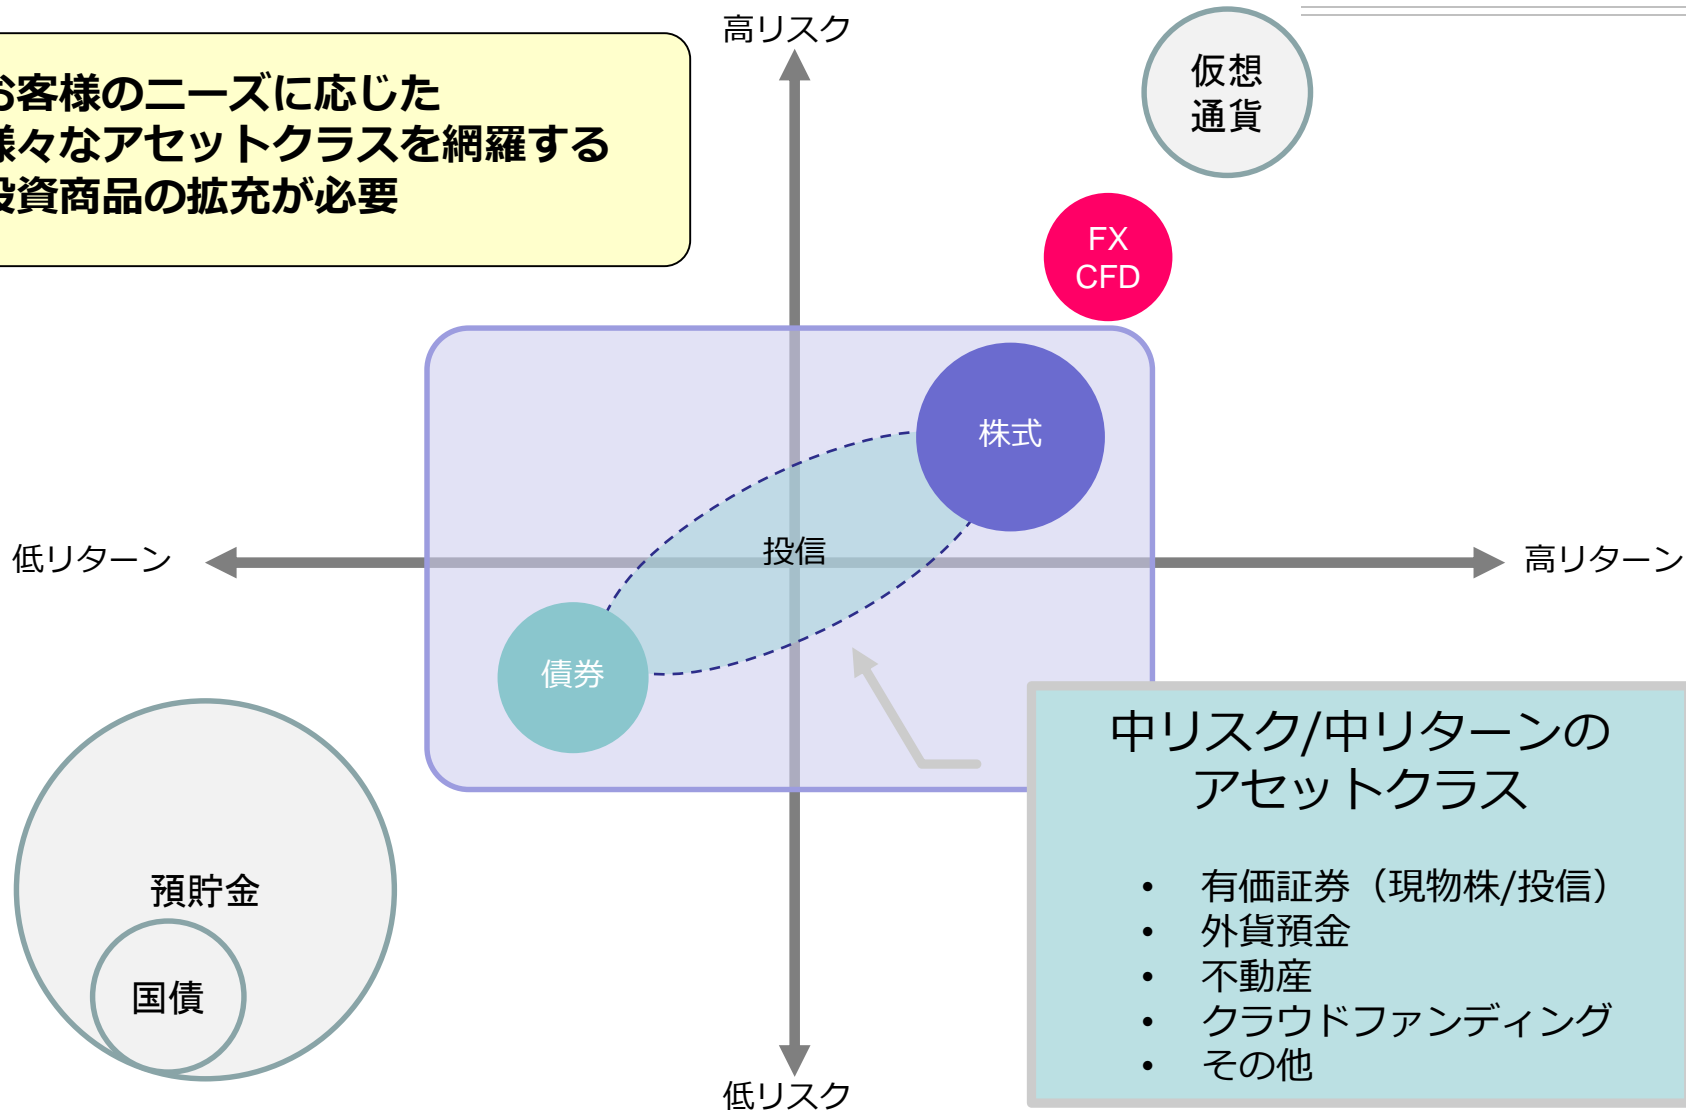 高リスク
お客様のニーズに応じた
様々なアセットクラスを網羅する
投資商品の拡充が必要
仮想
通貨
FX
CFD
株式
投信
低リターン
高リターン
債券
中リスク/中リターンの
アセットクラス
• 有価証券（現物株/投信）
• 外貨預金
• 不動産
• クラウドファンディング
• その他
預貯金
国債
低リスク